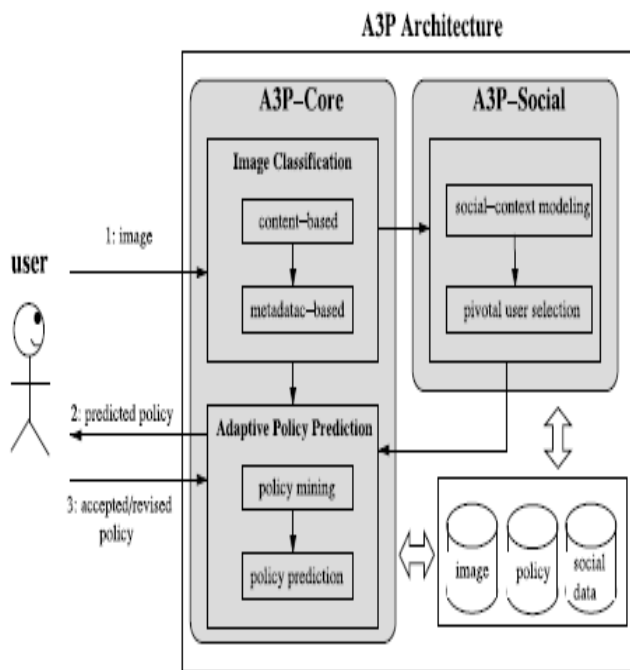 A3P Architecture
A3P-Core
A3P-Social
Image Classification
content-based
metadatac-based
social-context modeling
pivotal user selection
1: image
user
2: predicted policy
3: accepted/revised
policy
Adaptive Policy Prediction
policy mining
policy prediction
image
policy
social
data